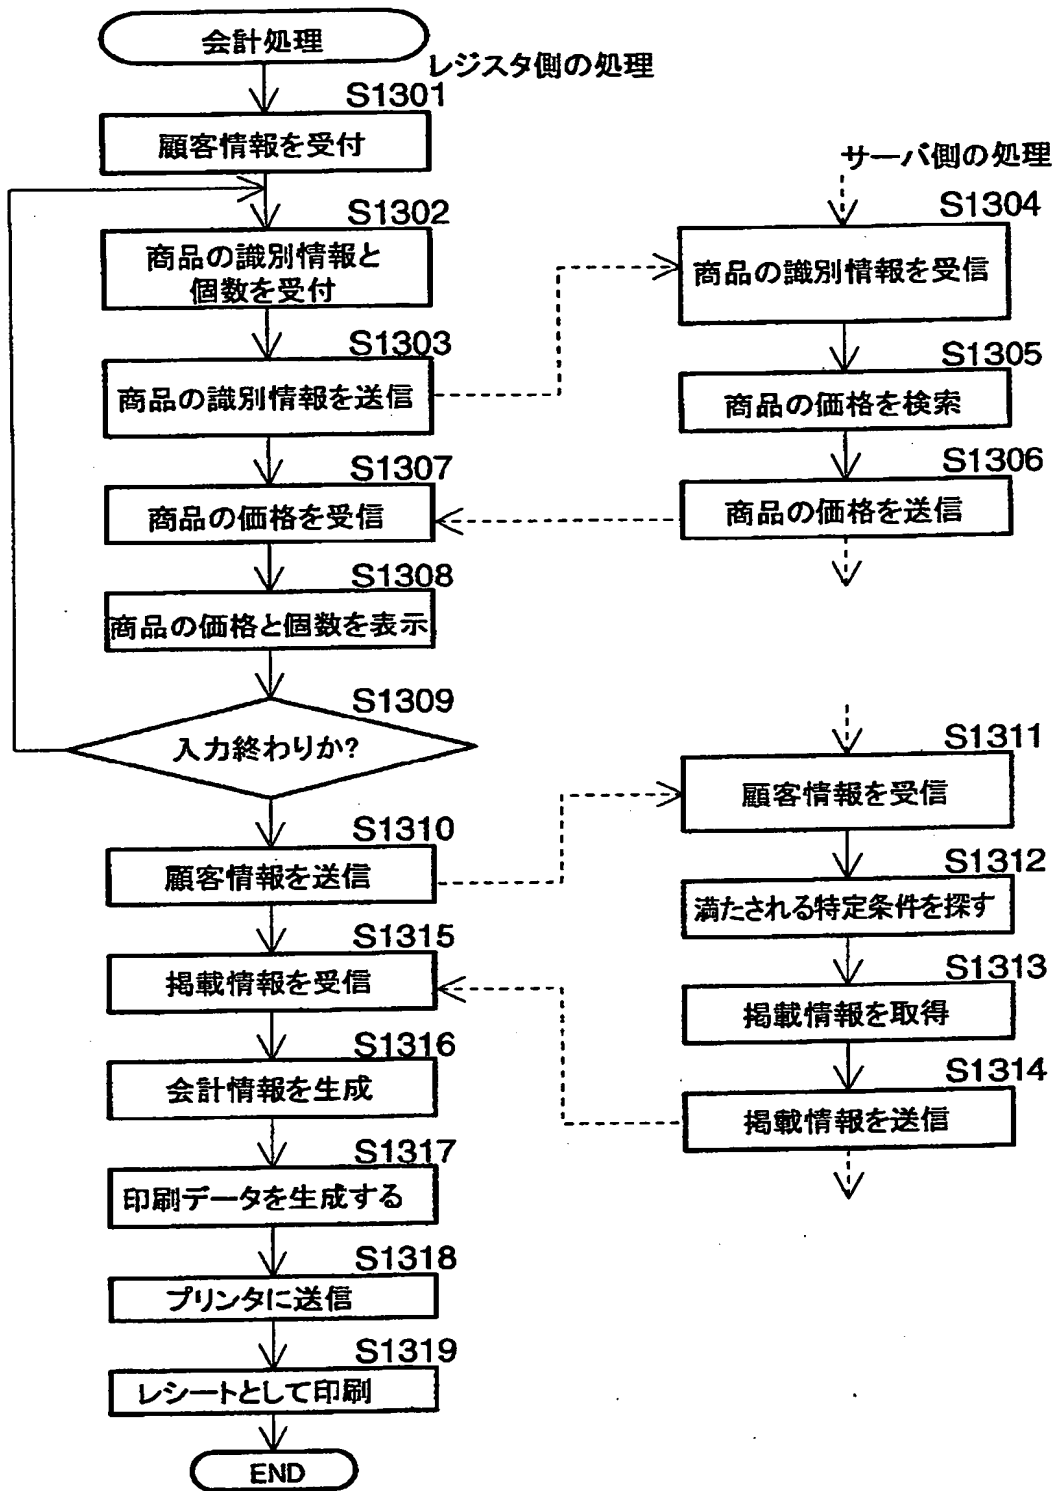 会計処理
レジスタ側の処理
S1301
顧客情報を受付
サーバ側の処理
S1302
商品の識別情報と
個数を受付
S1304
商品の識別情報を受信
S1303
商品の識別情報を送信
S1305
商品の価格を検索
S1307
商品の価格を受信
S1306
商品の価格を送信
S1308
商品の価格と個数を表示
S1309
入力終わりか?
S1311
顧客情報を受信
S1310
顧客情報を送信
S1312
満たされる特定条件を探す
S1315
掲載情報を受信
S1313
掲載情報を取得
S1316
会計情報を生成
S1314
掲載情報を送信
S1317
印刷データを生成する
S1318
プリンタに送信
S1319
レシートとして印刷
END